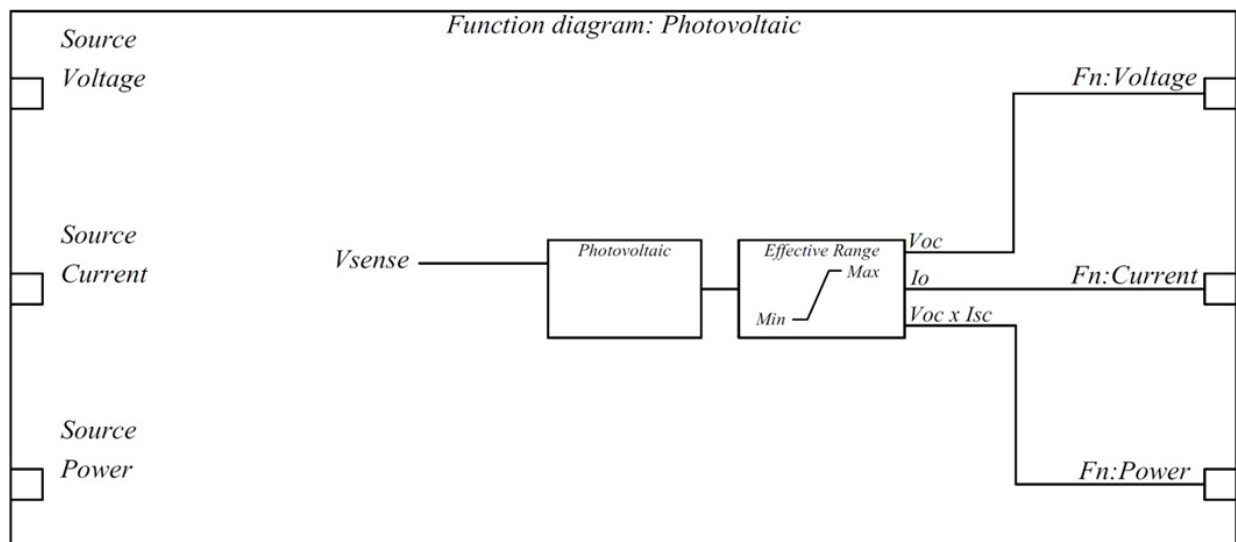 Function diagram: Photovoltaic
Source
Voltage
Fn:Voltage
Source
Current
Vsense
Photovoltaic
Effective Range
Max
Min
Voc
Io
Voc x Isc
Fn:Current
Source
Power
Fn:Power